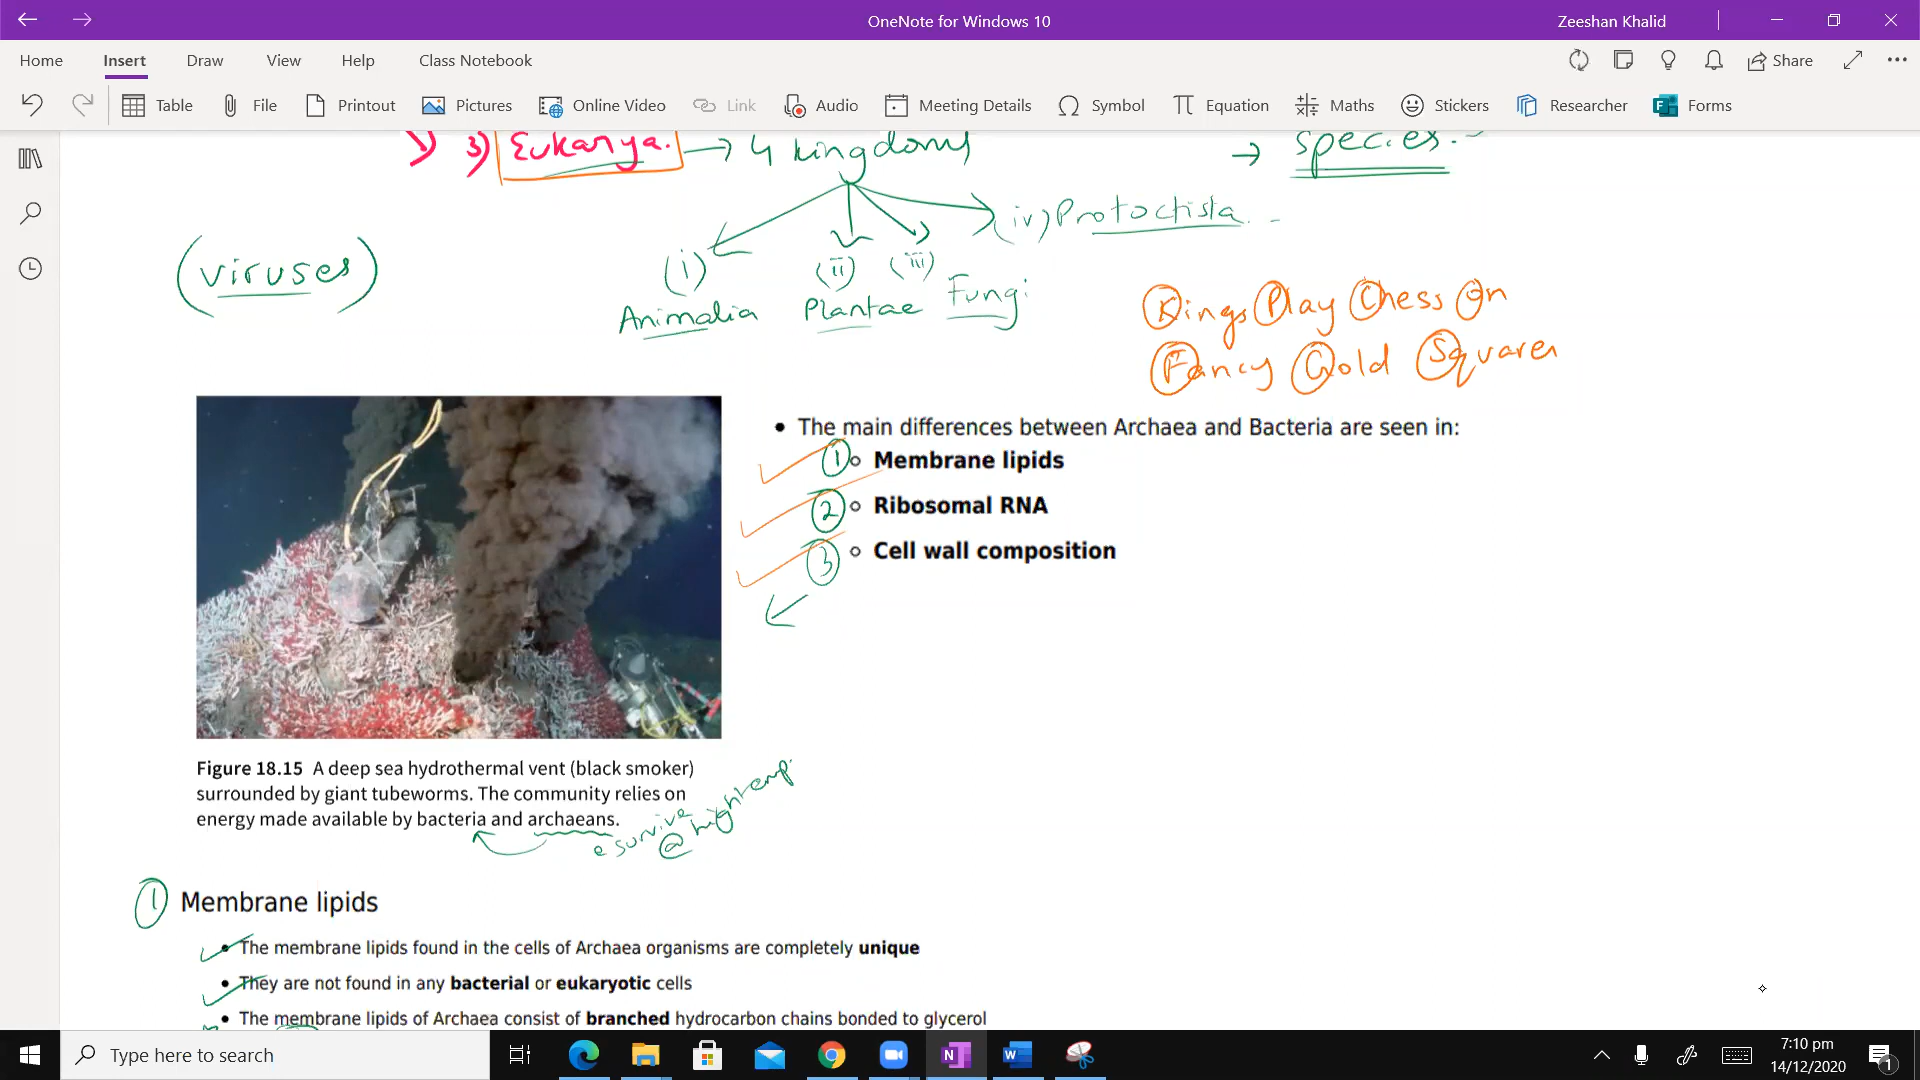 OneNote for Windows 10
Zeeshan Khalid
Home Insert Draw View Help Class Notebook
Share
Table File Printout Pictures Online Video Link Audio Meeting Details Symbol Equation Maths Stickers Researcher Forms
3) Eukarya. → 4 kingdoms → species.
(i) Animalia
(ii) Plantae
(iii) Fungi
(iv) Protoctista
(viruses)
Kings Play Chess On
Fancy Gold Squares
• The main differences between Archaea and Bacteria are seen in:
1 Membrane lipids
2 Ribosomal RNA
3 Cell wall composition
Figure 18.15 A deep sea hydrothermal vent (black smoker)
surrounded by giant tubeworms. The community relies on
energy made available by bacteria and archaeans.
survive @ high temp.
1 Membrane lipids
• The membrane lipids found in the cells of Archaea organisms are completely unique
• They are not found in any bacterial or eukaryotic cells
• The membrane lipids of Archaea consist of branched hydrocarbon chains bonded to glycerol
Type here to search
7:10 pm
14/12/2020
1